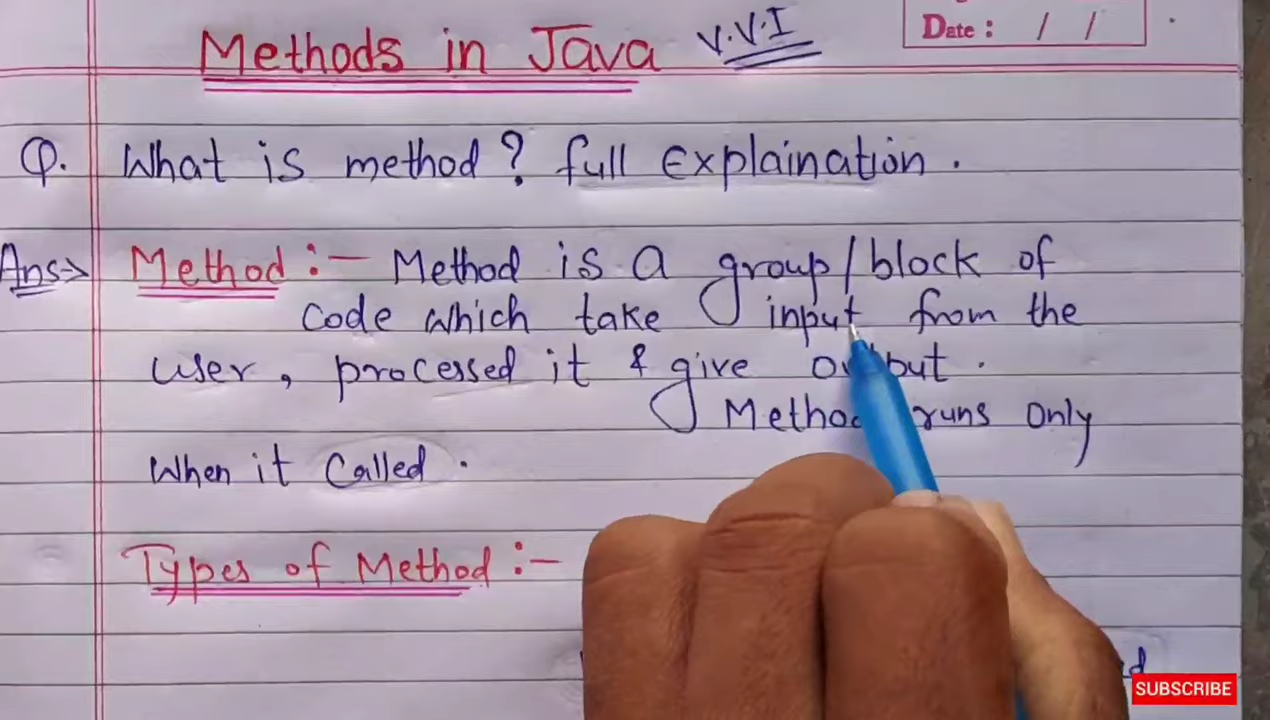 Date : / /
Methods in Java V.V.I
Q. What is method? full Explaination.
Ans> Method :- Method is a group/block of
Code which take input from the
user, processed it & give
Method runs only
When it Called.
Types of Method :-
SUBSCRIBE